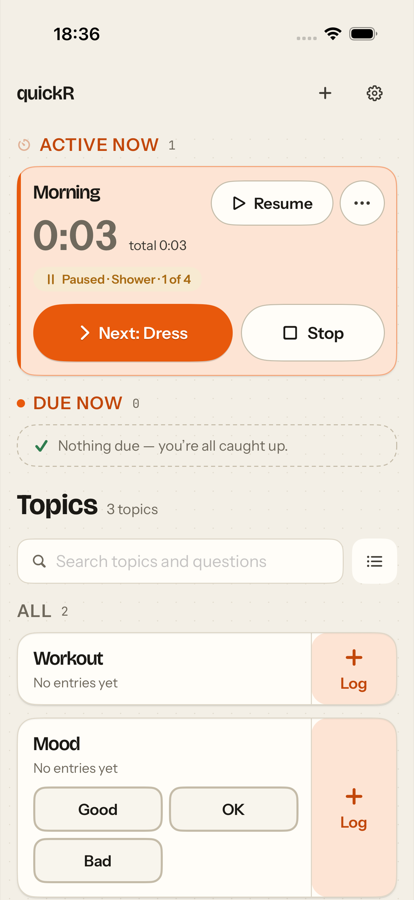 18:36
quickR
ACTIVE NOW 1
Morning
Resume
0:03 total 0:03
Paused · Shower · 1 of 4
Next: Dress
Stop
DUE NOW 0
Nothing due — you're all caught up.
Topics 3 topics
Search topics and questions
ALL 2
Workout
No entries yet
Log
Mood
No entries yet
Good
OK
Log
Bad